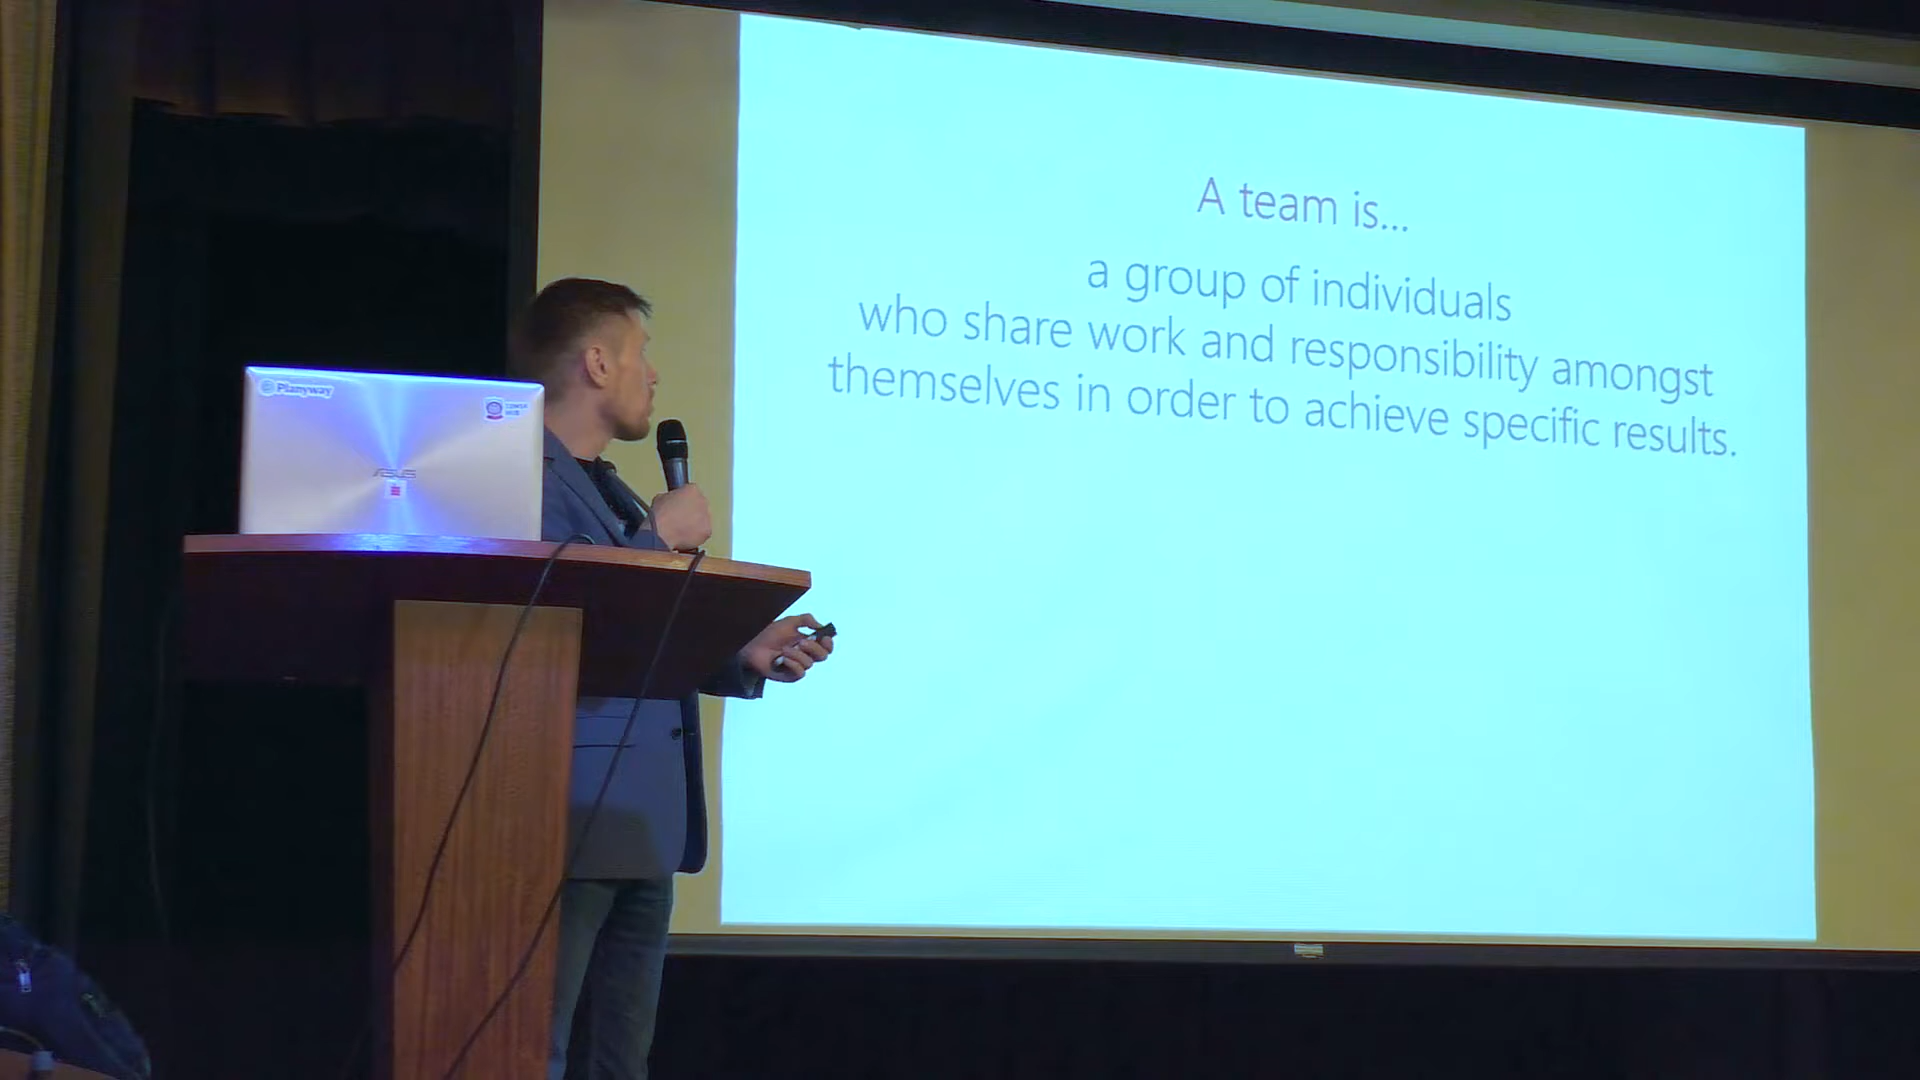 A team is...
a group of individuals
who share work and responsibility amongst
themselves in order to achieve specific results.
Planyway
ASUS